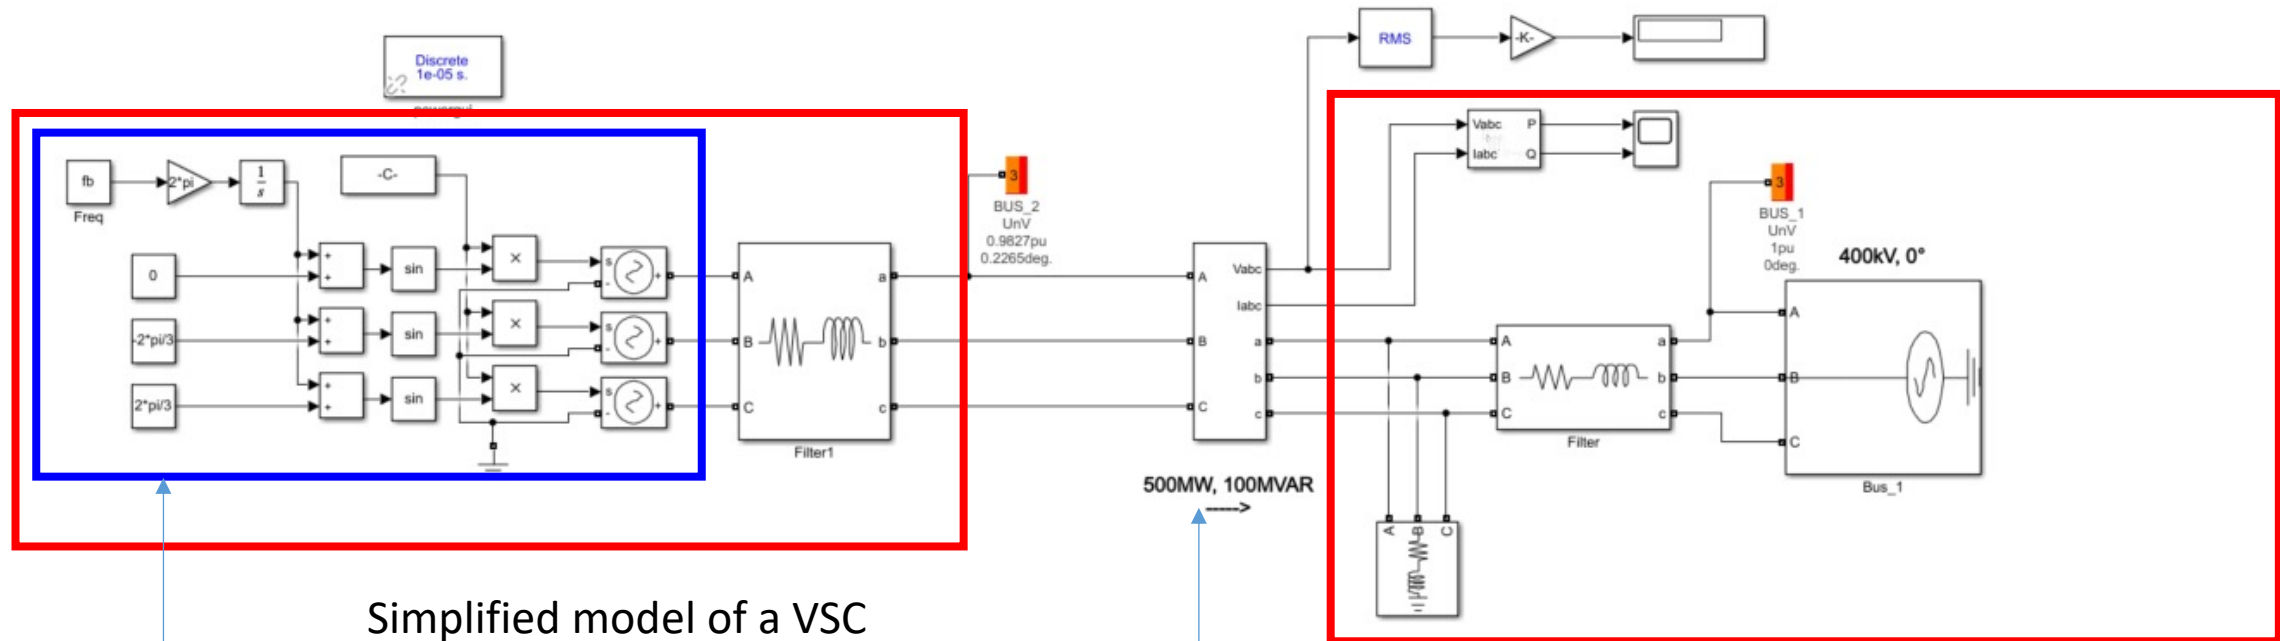 RMS
-K-
Discrete
1e-05 s.
fb
2*pi
1
s
-C-
Freq
3
BUS_2
UnV
0.9827pu
0.2265deg.
Vabc
P
Iabc
Q
3
BUS_1
UnV
1pu
0deg.
400kV, 0°
0
+
+
sin
×
s
+
-
A
a
A
Vabc
Iabc
-2*pi/3
+
+
sin
×
s
+
-
B
b
B
a
A
a
A
b
B
b
B
2*pi/3
+
+
sin
×
s
+
-
C
c
C
c
C
c
C
Filter1
Filter
Bus_1
500MW, 100MVAR
----->
A
B
C
Simplified model of a VSC